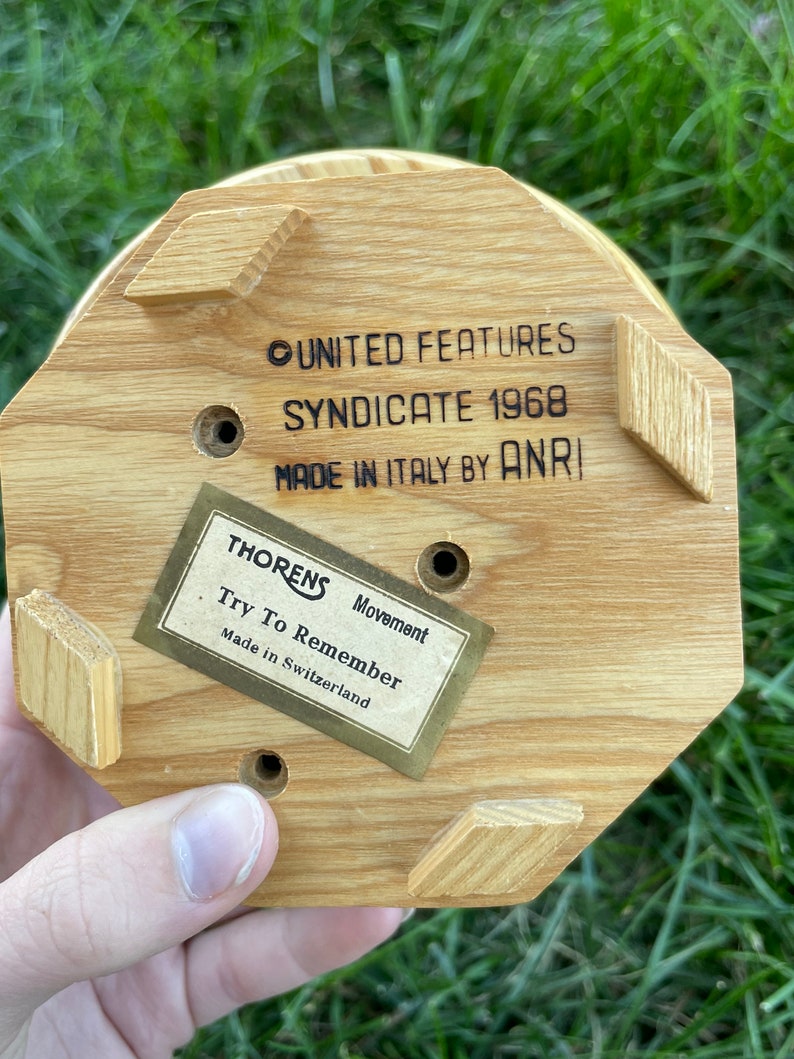 ©UNITED FEATURES
SYNDICATE 1968
MADE IN ITALY BY ANRI
THORENS Movement
Try To Remember
Made in Switzerland